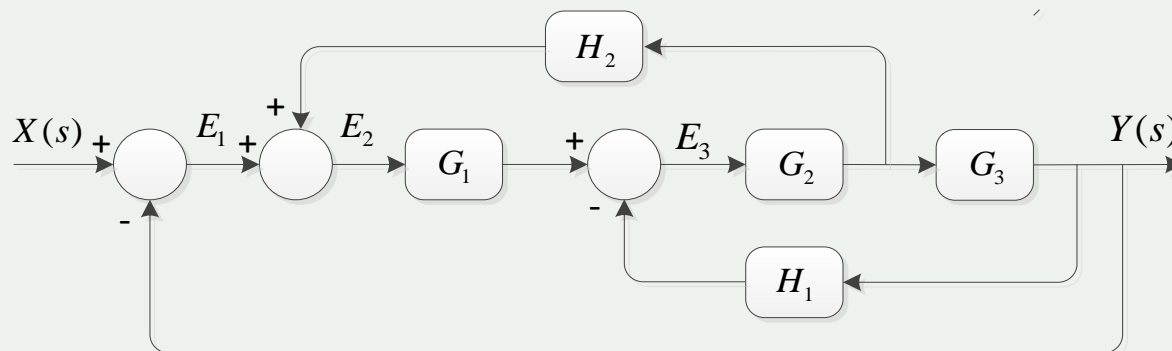 H₂
+
X(s) + E₁ + E₂ G₁ + E₃ G₂ G₃ Y(s)
- -
H₁